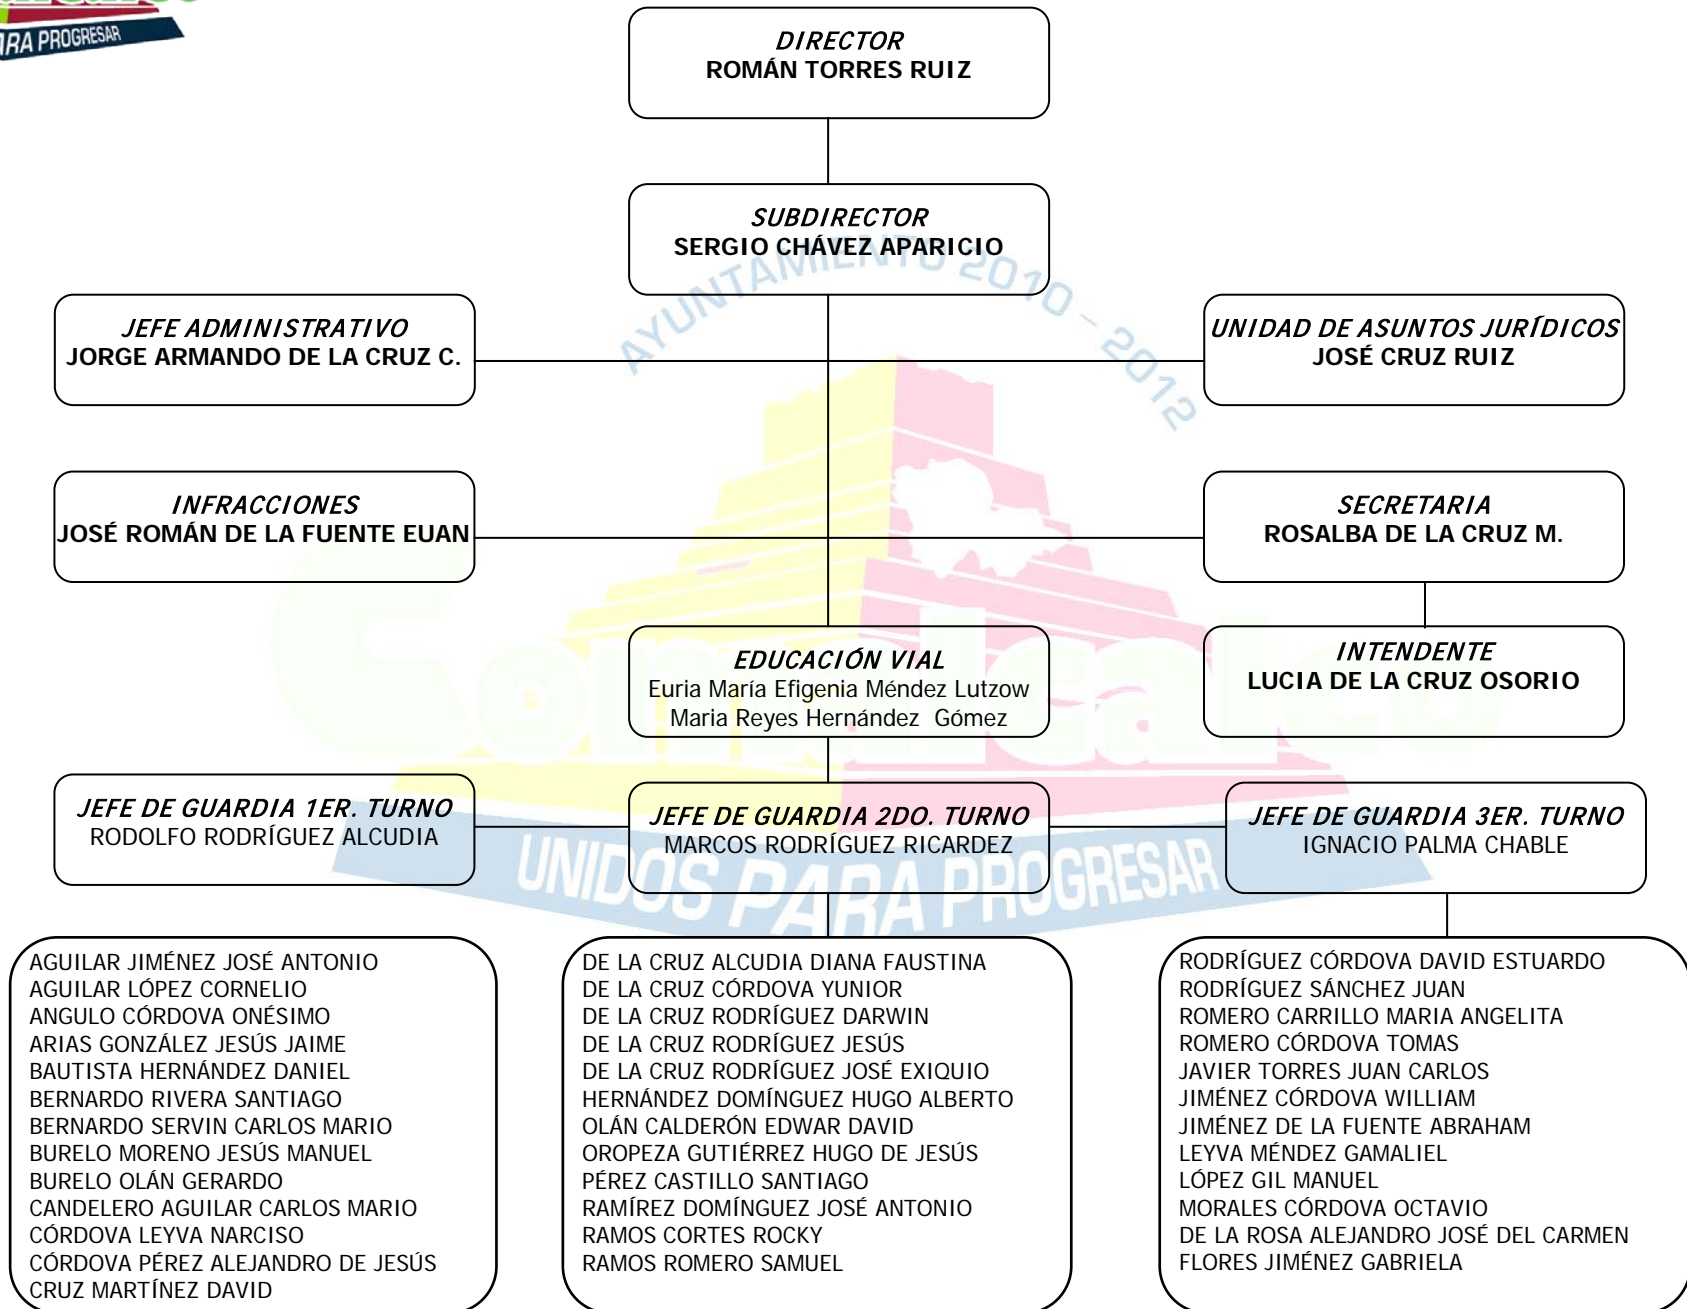 ARA PROGRESAR
DIRECTOR
ROMÁN TORRES RUIZ
SUBDIRECTOR
SERGIO CHÁVEZ APARICIO
AYUNTAMIENTO 2010 - 2012
JEFE ADMINISTRATIVO
JORGE ARMANDO DE LA CRUZ C.
UNIDAD DE ASUNTOS JURÍDICOS
JOSÉ CRUZ RUIZ
INFRACCIONES
JOSÉ ROMÁN DE LA FUENTE EUAN
SECRETARIA
ROSALBA DE LA CRUZ M.
EDUCACIÓN VIAL
Euria María Efigenia Méndez Lutzow
Maria Reyes Hernández Gómez
INTENDENTE
LUCIA DE LA CRUZ OSORIO
Comalcalco
JEFE DE GUARDIA 1ER. TURNO
RODOLFO RODRÍGUEZ ALCUDIA
JEFE DE GUARDIA 2DO. TURNO
MARCOS RODRÍGUEZ RICARDEZ
JEFE DE GUARDIA 3ER. TURNO
IGNACIO PALMA CHABLE
UNIDOS PARA PROGRESAR
AGUILAR JIMÉNEZ JOSÉ ANTONIO
AGUILAR LÓPEZ CORNELIO
ANGULO CÓRDOVA ONÉSIMO
ARIAS GONZÁLEZ JESÚS JAIME
BAUTISTA HERNÁNDEZ DANIEL
BERNARDO RIVERA SANTIAGO
BERNARDO SERVIN CARLOS MARIO
BURELO MORENO JESÚS MANUEL
BURELO OLÁN GERARDO
CANDELERO AGUILAR CARLOS MARIO
CÓRDOVA LEYVA NARCISO
CÓRDOVA PÉREZ ALEJANDRO DE JESÚS
CRUZ MARTÍNEZ DAVID
DE LA CRUZ ALCUDIA DIANA FAUSTINA
DE LA CRUZ CÓRDOVA YUNIOR
DE LA CRUZ RODRÍGUEZ DARWIN
DE LA CRUZ RODRÍGUEZ JESÚS
DE LA CRUZ RODRÍGUEZ JOSÉ EXIQUIO
HERNÁNDEZ DOMÍNGUEZ HUGO ALBERTO
OLÁN CALDERÓN EDWAR DAVID
OROPEZA GUTIÉRREZ HUGO DE JESÚS
PÉREZ CASTILLO SANTIAGO
RAMÍREZ DOMÍNGUEZ JOSÉ ANTONIO
RAMOS CORTES ROCKY
RAMOS ROMERO SAMUEL
RODRÍGUEZ CÓRDOVA DAVID ESTUARDO
RODRÍGUEZ SÁNCHEZ JUAN
ROMERO CARRILLO MARIA ANGELITA
ROMERO CÓRDOVA TOMAS
JAVIER TORRES JUAN CARLOS
JIMÉNEZ CÓRDOVA WILLIAM
JIMÉNEZ DE LA FUENTE ABRAHAM
LEYVA MÉNDEZ GAMALIEL
LÓPEZ GIL MANUEL
MORALES CÓRDOVA OCTAVIO
DE LA ROSA ALEJANDRO JOSÉ DEL CARMEN
FLORES JIMÉNEZ GABRIELA